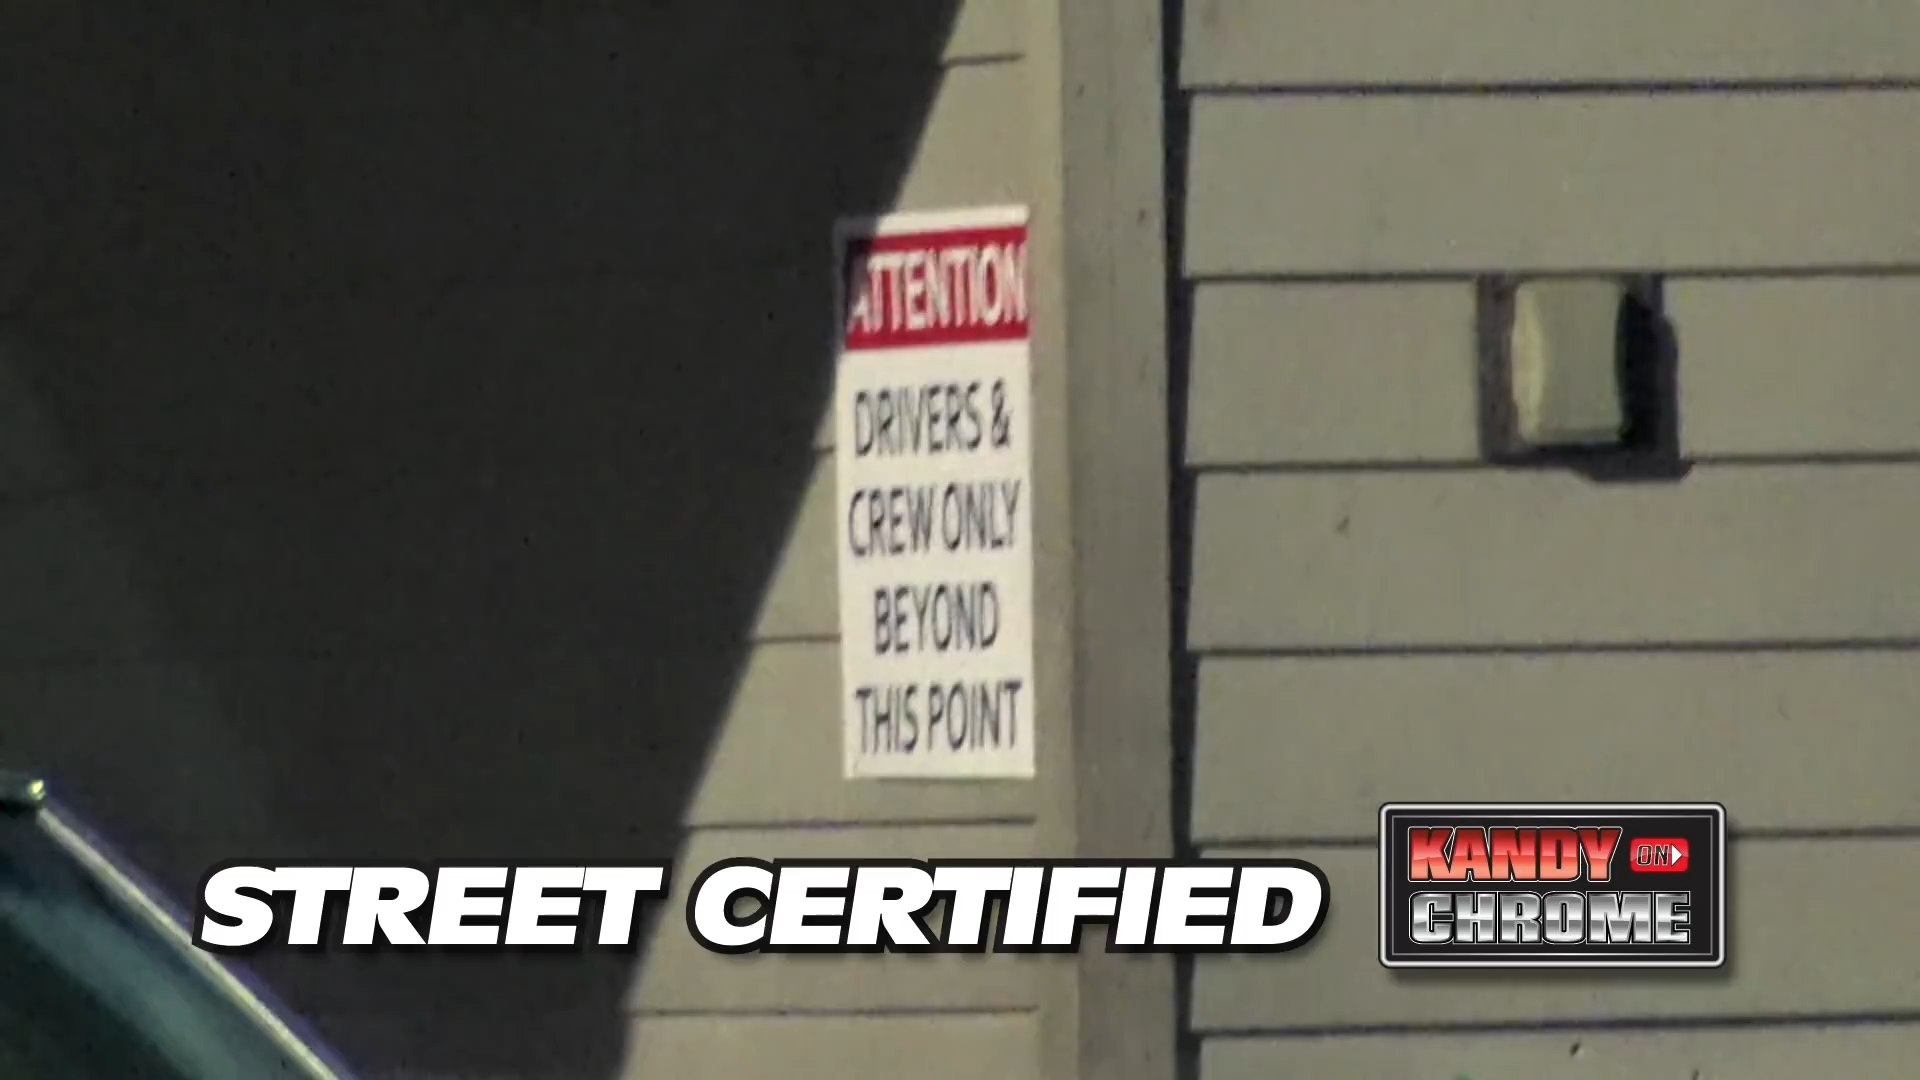 ATTENTION
DRIVERS &
CREW ONLY
BEYOND
THIS POINT
STREET CERTIFIED
KANDY ON
CHROME